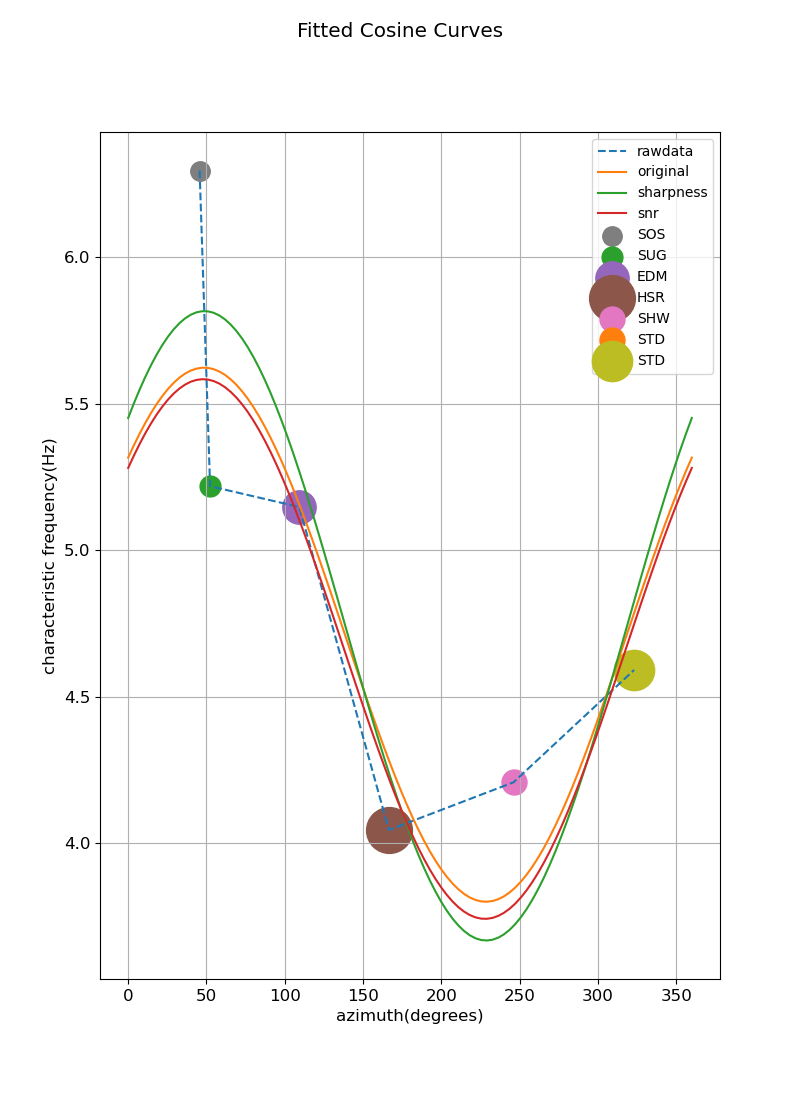 Fitted Cosine Curves
rawdata
original
sharpness
snr
SOS
SUG
EDM
HSR
SHW
STD
STD
characteristic frequency(Hz)
6.0
5.5
5.0
4.5
4.0
0 50 100 150 200 250 300 350
azimuth(degrees)